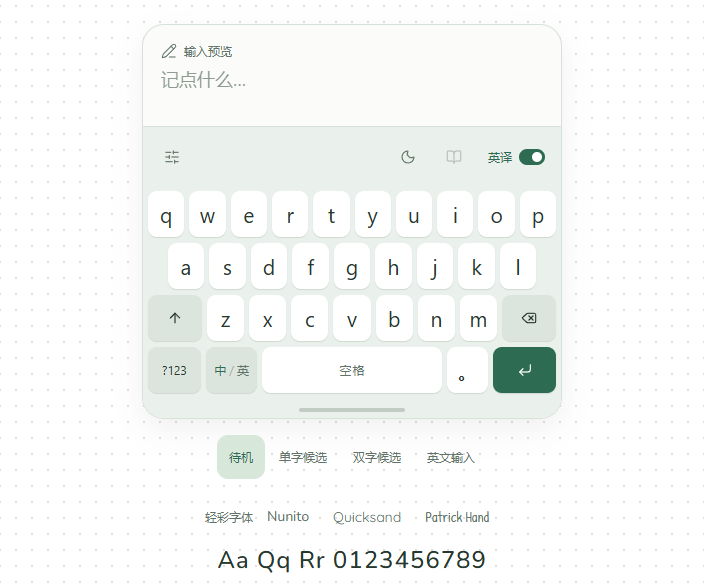 输入预览
记点什么...
英译
q w e r t y u i o p
a s d f g h j k l
z x c v b n m
?123 中 / 英 空格 。
待机 单字候选 双字候选 英文输入
轻彩字体 · Nunito · Quicksand · Patrick Hand
Aa Qq Rr 0123456789